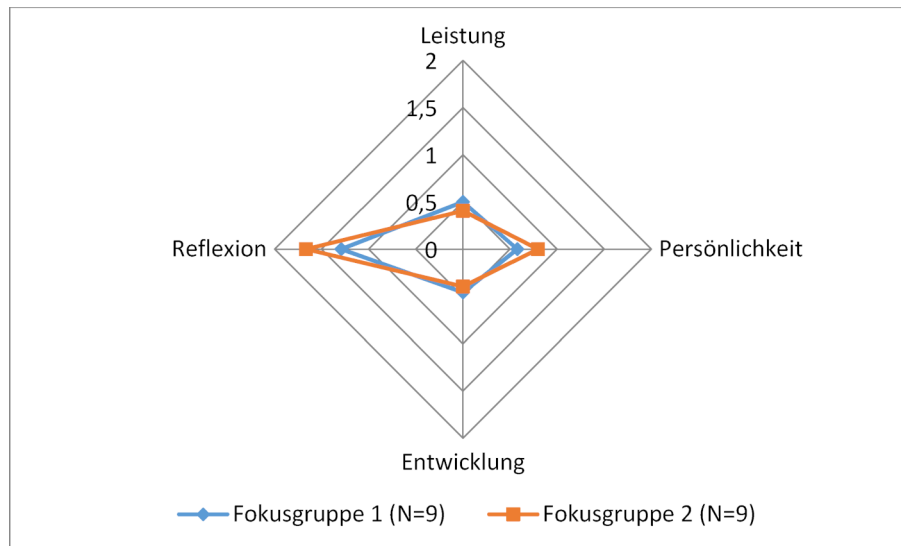 Leistung
2
1,5
1
0,5
0
Reflexion
Persönlichkeit
Entwicklung
Fokusgruppe 1 (N=9)
Fokusgruppe 2 (N=9)